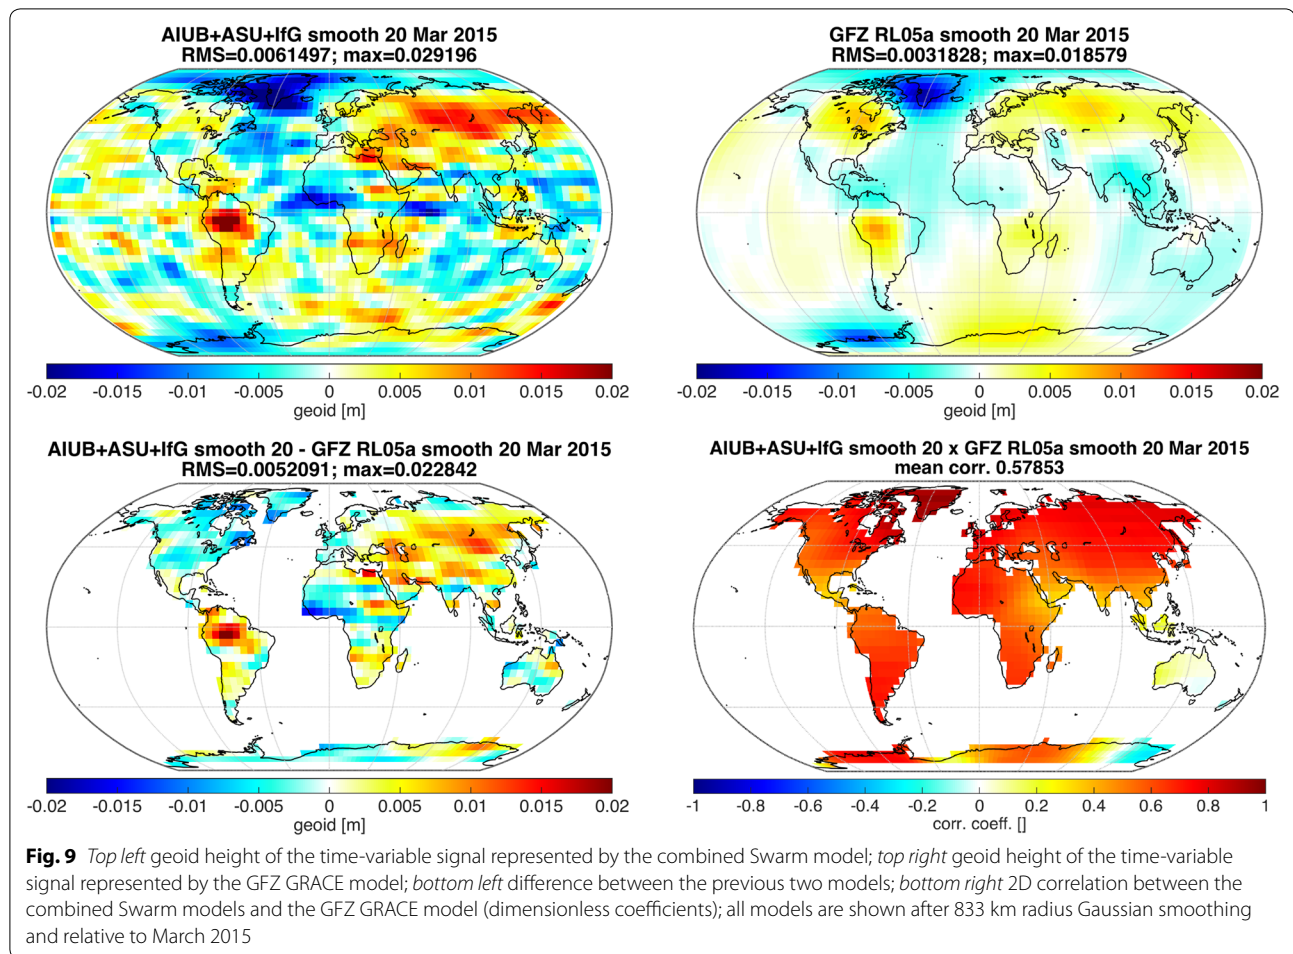 AIUB+ASU+IfG smooth 20 Mar 2015
RMS=0.0061497; max=0.029196
-0.02 -0.015 -0.01 -0.005 0 0.005 0.01 0.015 0.02
geoid [m]
GFZ RL05a smooth 20 Mar 2015
RMS=0.0031828; max=0.018579
-0.02 -0.015 -0.01 -0.005 0 0.005 0.01 0.015 0.02
geoid [m]
AIUB+ASU+IfG smooth 20 - GFZ RL05a smooth 20 Mar 2015
RMS=0.0052091; max=0.022842
-0.02 -0.015 -0.01 -0.005 0 0.005 0.01 0.015 0.02
geoid [m]
AIUB+ASU+IfG smooth 20 x GFZ RL05a smooth 20 Mar 2015
mean corr. 0.57853
-1 -0.8 -0.6 -0.4 -0.2 0 0.2 0.4 0.6 0.8 1
corr. coeff. []
Fig. 9 Top left geoid height of the time-variable signal represented by the combined Swarm model; top right geoid height of the time-variable
signal represented by the GFZ GRACE model; bottom left difference between the previous two models; bottom right 2D correlation between the
combined Swarm models and the GFZ GRACE model (dimensionless coefficients); all models are shown after 833 km radius Gaussian smoothing
and relative to March 2015